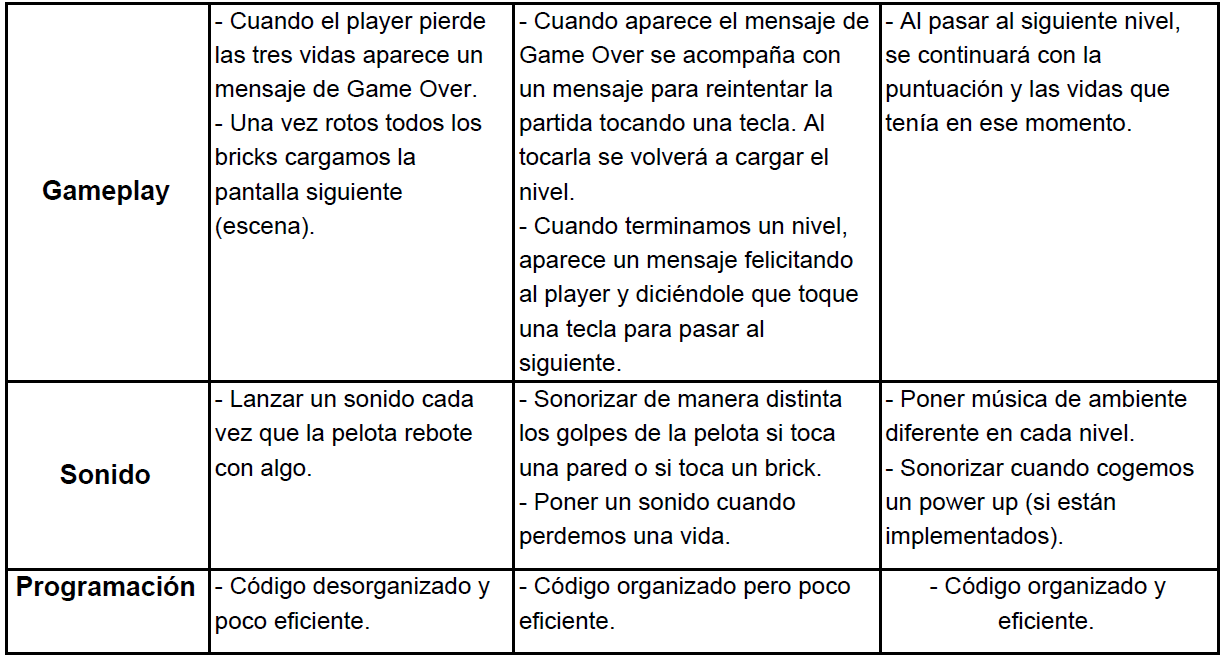 Gameplay
- Cuando el player pierde
las tres vidas aparece un
mensaje de Game Over.
- Una vez rotos todos los
bricks cargamos la
pantalla siguiente
(escena).
- Cuando aparece el mensaje de
Game Over se acompaña con
un mensaje para reintentar la
partida tocando una tecla. Al
tocarla se volverá a cargar el
nivel.
- Cuando terminamos un nivel,
aparece un mensaje felicitando
al player y diciéndole que toque
una tecla para pasar al
siguiente.
- Al pasar al siguiente nivel,
se continuará con la
puntuación y las vidas que
tenía en ese momento.
Sonido
- Lanzar un sonido cada
vez que la pelota rebote
con algo.
- Sonorizar de manera distinta
los golpes de la pelota si toca
una pared o si toca un brick.
- Poner un sonido cuando
perdemos una vida.
- Poner música de ambiente
diferente en cada nivel.
- Sonorizar cuando cogemos
un power up (si están
implementados).
Programación
- Código desorganizado y
poco eficiente.
- Código organizado pero poco
eficiente.
- Código organizado y
eficiente.